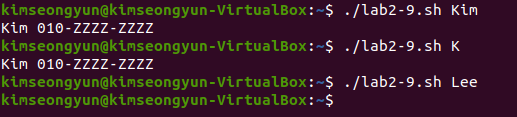 kimseongyun@kimseongyun-VirtualBox:~$ ./lab2-9.sh Kim
Kim 010-ZZZZ-ZZZZ
kimseongyun@kimseongyun-VirtualBox:~$ ./lab2-9.sh K
Kim 010-ZZZZ-ZZZZ
kimseongyun@kimseongyun-VirtualBox:~$ ./lab2-9.sh Lee
kimseongyun@kimseongyun-VirtualBox:~$